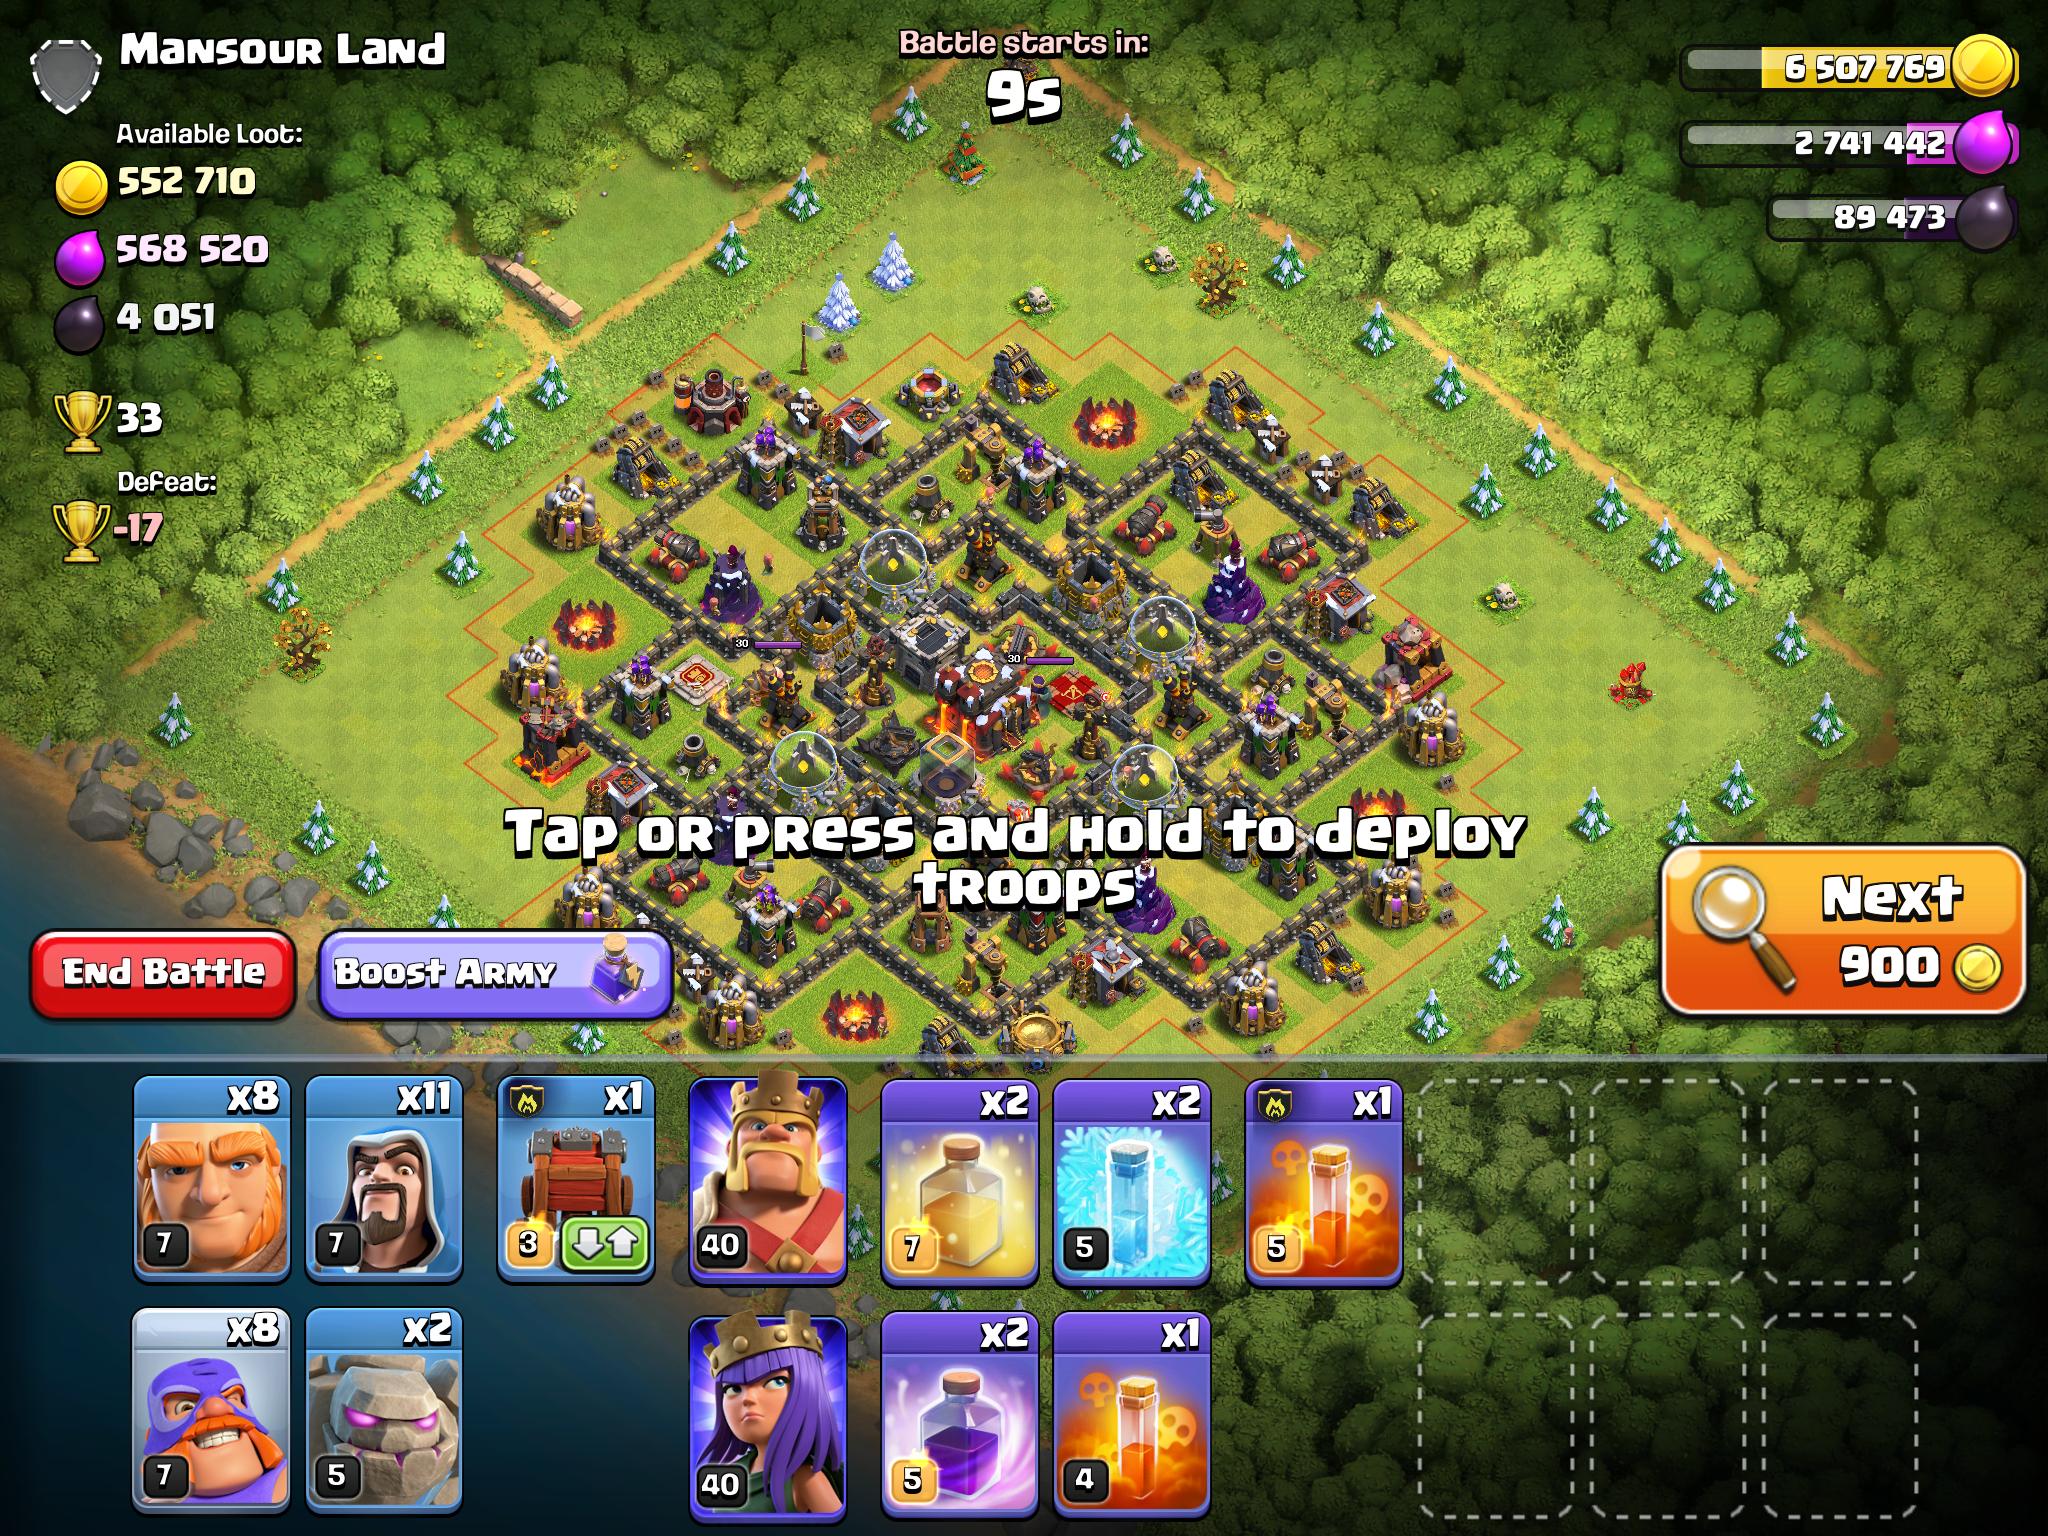 Mansour Land
Battle starts in:
9s
Available Loot:
552 710
568 520
4 051
33
Defeat:
-17
6 507 769
2 741 442
89 473
30
30
Tap or press and hold to deploy
troops
End Battle
Boost Army
Next
900
x8
7
x11
7
x1
3
40
x2
7
x2
5
x1
5
x8
7
x2
5
40
x2
5
x1
4